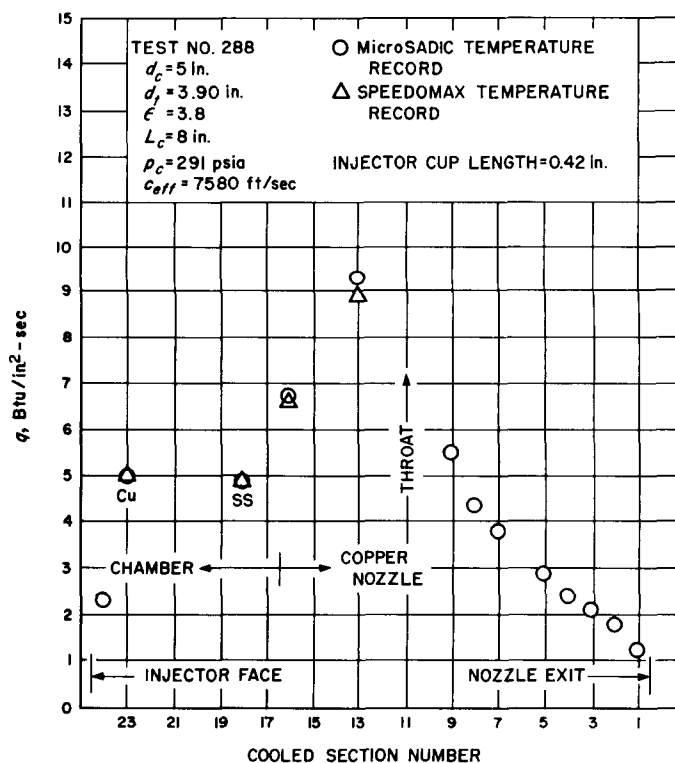 TEST NO. 288
d_c = 5 in.
d_t = 3.90 in.
ϵ = 3.8
L_c = 8 in.
p_c = 291 psia
c_eff = 7580 ft/sec
○ MicroSADIC TEMPERATURE
RECORD
△ SPEEDOMAX TEMPERATURE
RECORD
INJECTOR CUP LENGTH = 0.42 in.
15
14
13
12
11
10
9
8
7
6
5
4
3
2
1
0
q, Btu/in² - sec
Cu
SS
THROAT
CHAMBER
COPPER
NOZZLE
INJECTOR FACE
NOZZLE EXIT
23 21 19 17 15 13 11 9 7 5 3 1
COOLED SECTION NUMBER